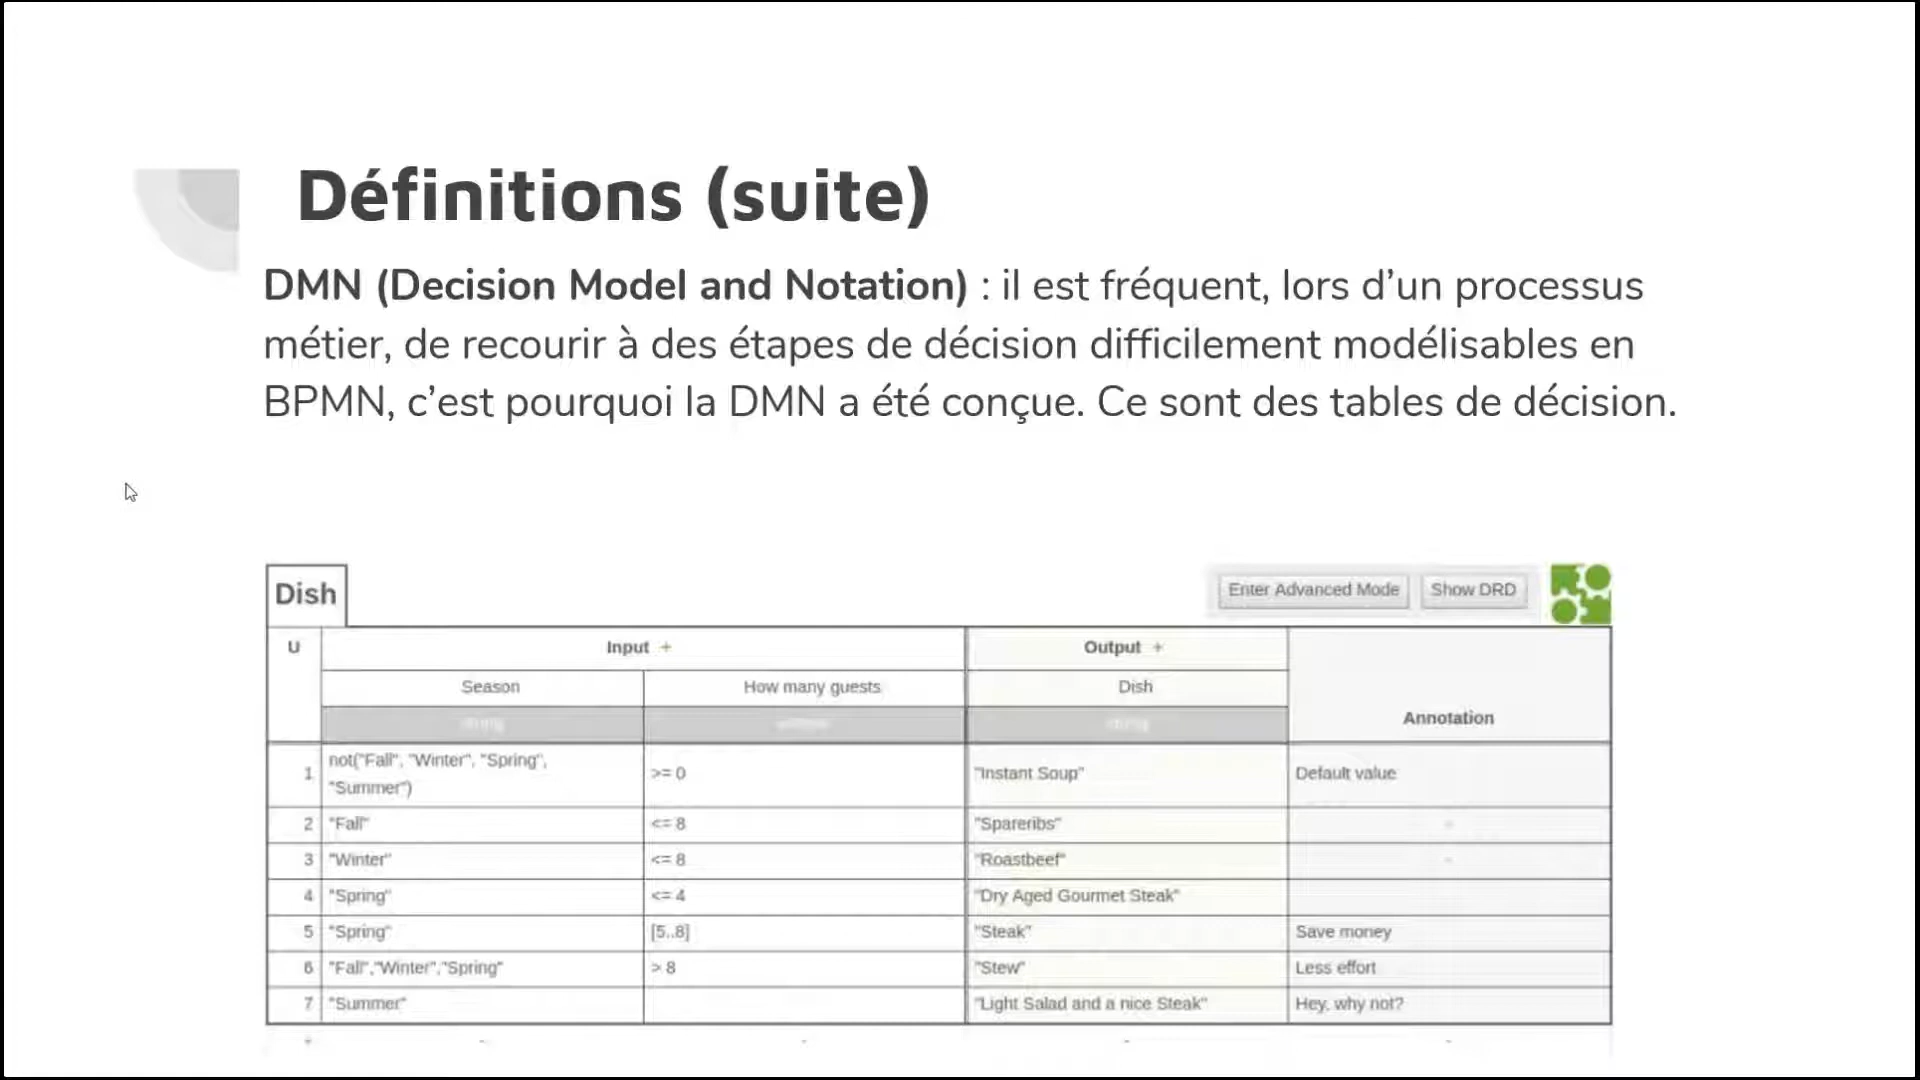 Définitions (suite)
DMN (Decision Model and Notation) : il est fréquent, lors d’un processus
métier, de recourir à des étapes de décision difficilement modélisables en
BPMN, c’est pourquoi la DMN a été conçue. Ce sont des tables de décision.
Dish
Enter Advanced Mode Show DRD
U Input + Output +
Season How many guests Dish
Annotation
string string
1 not("Fall", "Winter", "Spring", "Summer") >= 0 "Instant Soup" Default value
2 "Fall" <= 8 "Spareribs" -
3 "Winter" <= 8 "Roastbeef" -
4 "Spring" <= 4 "Dry Aged Gourmet Steak"
5 "Spring" [5..8] "Steak" Save money
6 "Fall","Winter","Spring" > 8 "Stew" Less effort
7 "Summer" "Light Salad and a nice Steak" Hey, why not?